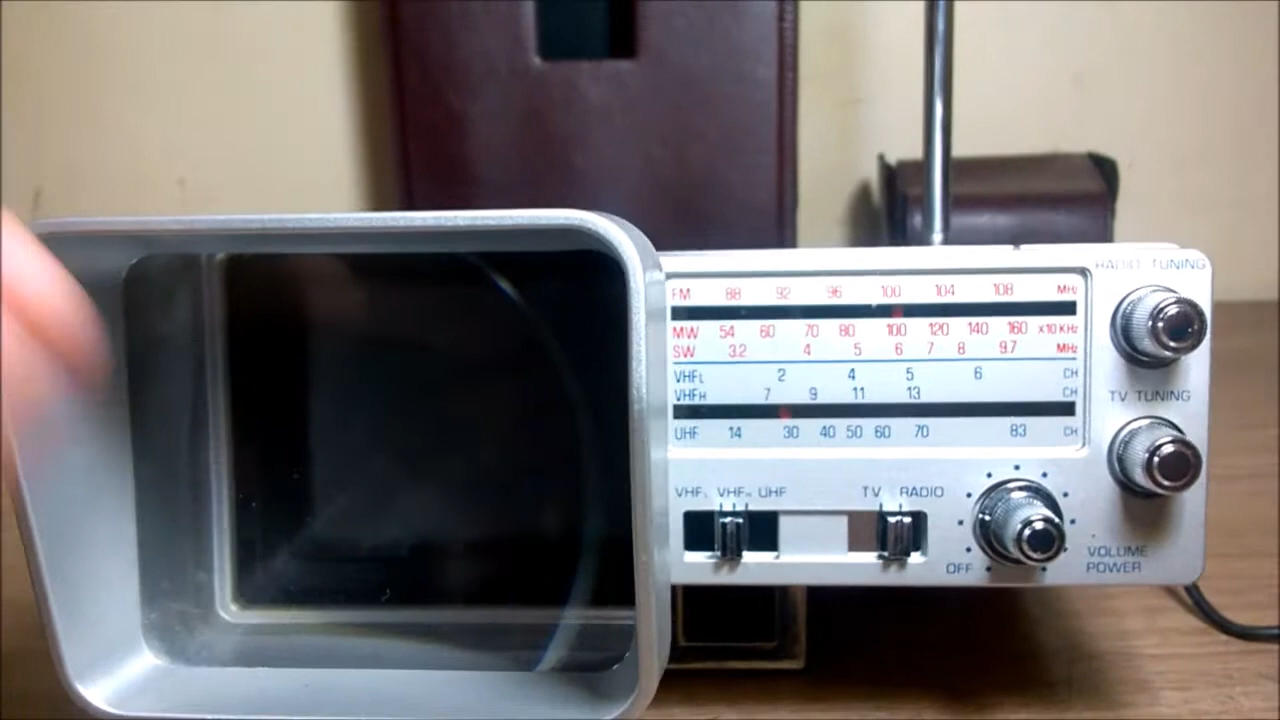 RADIO TUNING
FM 88 92 96 100 104 108 MHz
MW 54 60 70 80 100 120 140 160 x10 KHz
SW 3.2 4 5 6 7 8 9.7 MHz
VHFL 2 4 5 6 CH
VHFH 7 9 11 13 CH
TV TUNING
UHF 14 30 40 50 60 70 83 CH
VHFL VHFH UHF TV RADIO
OFF
VOLUME
POWER